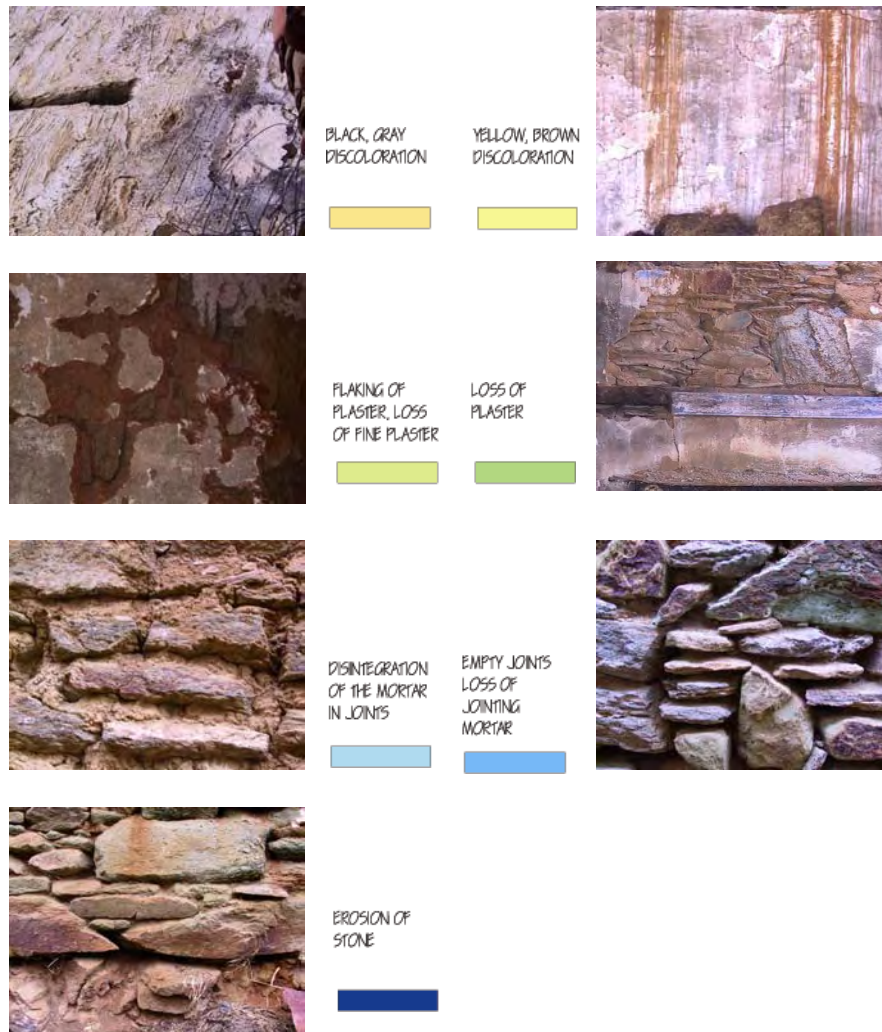 BLACK, GRAY
DISCOLORATION
YELLOW, BROWN
DISCOLORATION
FLAKING OF
PLASTER, LOSS
OF FINE PLASTER
LOSS OF
PLASTER
DISINTEGRATION
OF THE MORTAR
IN JOINTS
EMPTY JOINTS
LOSS OF
JOINTING
MORTAR
EROSION OF
STONE